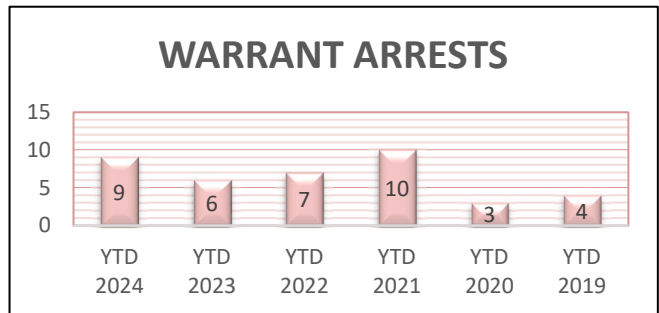 WARRANT ARRESTS
15
10
5
0
9
6
7
10
3
4
YTD 2024
YTD 2023
YTD 2022
YTD 2021
YTD 2020
YTD 2019